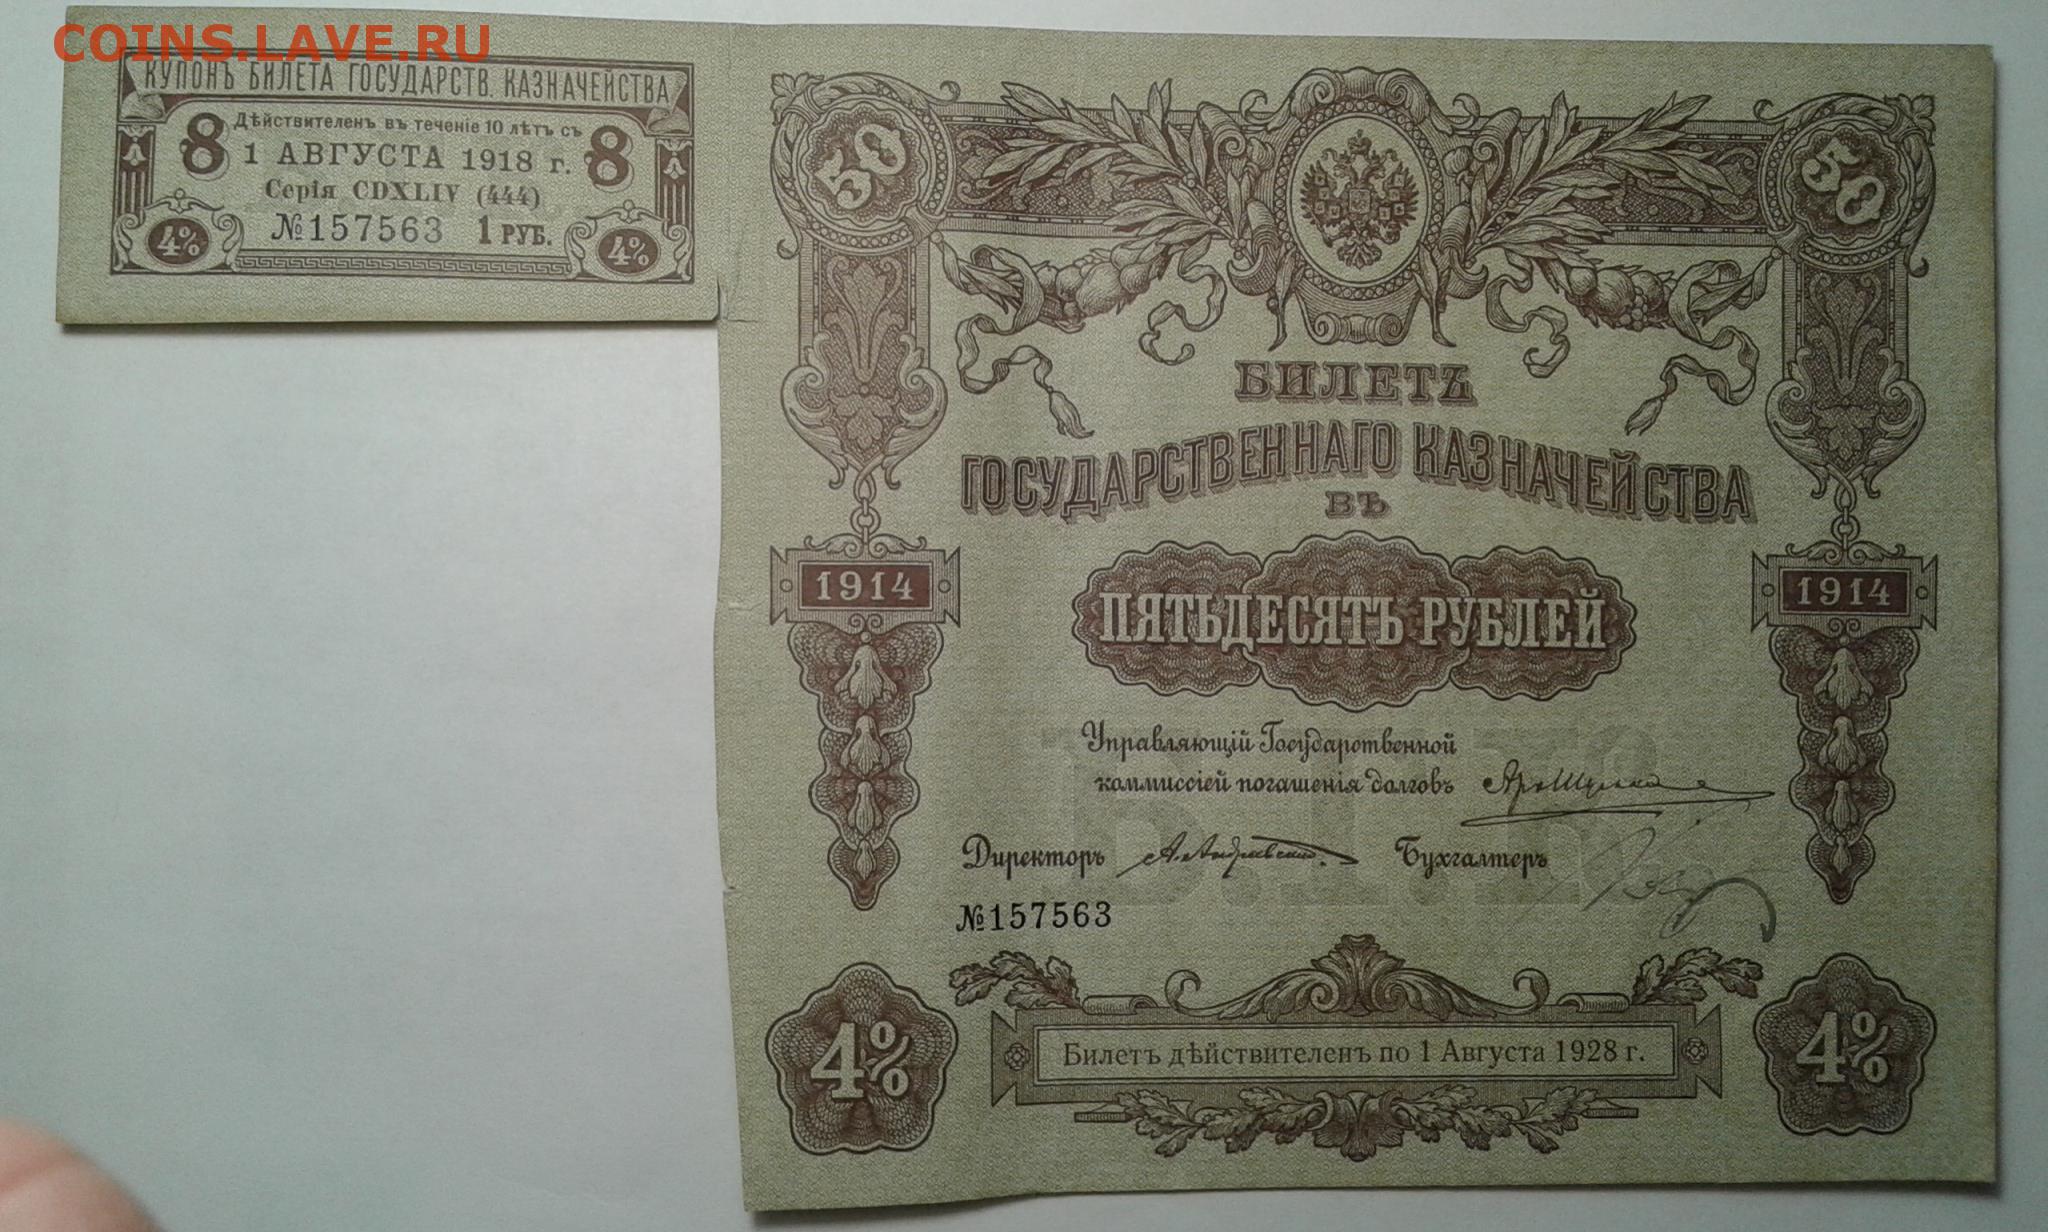 COINS.LAVE.RU
КУПОНЪ БИЛЕТА ГОСУДАРСТВ. КАЗНАЧЕЙСТВА
8 Дѣйствителенъ въ теченіе 10 лѣтъ съ 8
1 АВГУСТА 1918 г.
Серія CDXLIV (444)
№157563 1 РУБ.
4% 4%
50 50
БИЛЕТЪ
ГОСУДАРСТВЕННАГО КАЗНАЧЕЙСТВА
ВЪ
1914 1914
ПЯТЬДЕСЯТЪ РУБЛЕЙ
Управляющій Государственной
коммиссіей погашенія долговъ
Директоръ Бухгалтеръ
№157563
4% 4%
Билетъ дѣйствителенъ по 1 Августа 1928 г.